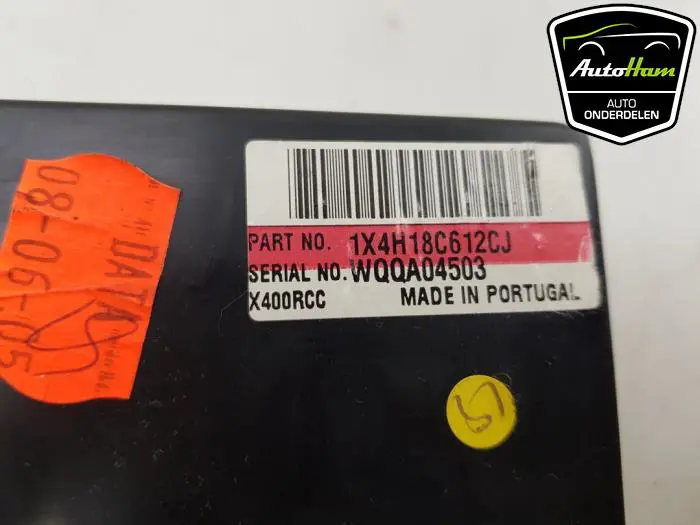 AutoHam
AUTO
ONDERDELEN
PART NO. 1X4H18C612CJ
SERIAL NO. WQQA04503
X400RCC MADE IN PORTUGAL
08-06-05
DATA